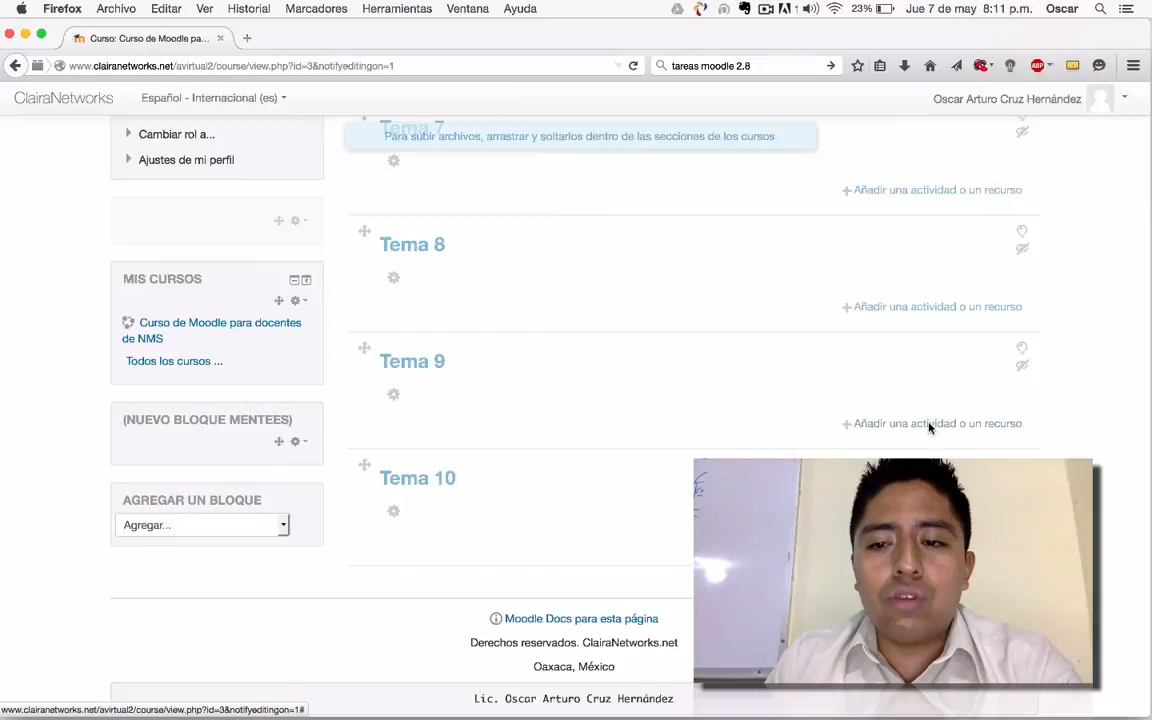 Firefox Archivo Editar Ver Historial Marcadores Herramientas Ventana Ayuda 1 23% Jue 7 de may 8:11 p.m. Oscar
Curso: Curso de Moodle pa...
www.clairanetworks.net/avirtual2/course/view.php?id=3&notifyeditingon=1
tareas moodle 2.8
ABP
ClairaNetworks Español - Internacional (es) Oscar Arturo Cruz Hernández
Tema 7
Cambiar rol a...
Para subir archivos, arrastrar y soltarlos dentro de las secciones de los cursos
Ajustes de mi perfil
Añadir una actividad o un recurso
Tema 8
MIS CURSOS
Añadir una actividad o un recurso
Curso de Moodle para docentes
de NMS
Todos los cursos ...
Tema 9
(NUEVO BLOQUE MENTEES)
Añadir una actividad o un recurso
Tema 10
AGREGAR UN BLOQUE
Agregar...
Moodle Docs para esta página
Derechos reservados. ClairaNetworks.net
Oaxaca, México
Lic. Oscar Arturo Cruz Hernández
www.clairanetworks.net/avirtual2/course/view.php?id=3&notifyeditingon=1#